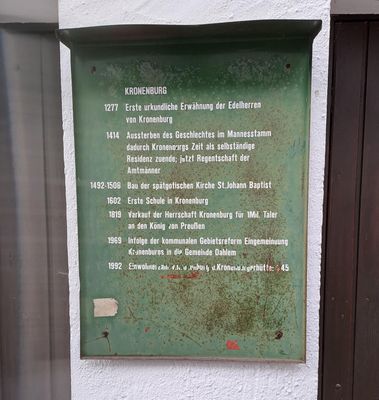 KRONENBURG
1277 Erste urkundliche Erwähnung der Edelherren
von Kronenburg
1414 Aussterben des Geschlechtes im Mannesstamm
dadurch Kronenburgs Zeit als selbständige
Residenz zuende; jetzt Regentschaft der
Amtmänner
1492-1508 Bau der spätgotischen Kirche St.Johann Baptist
1602 Erste Schule in Kronenburg
1819 Verkauf der Herrschaft Kronenburg für 1Mil. Taler
an den König von Preußen
1969 Infolge der kommunalen Gebietsreform Eingemeindung
Kronenburgs in die Gemeinde Dahlem
1992 Kronenburgerhütte: 45